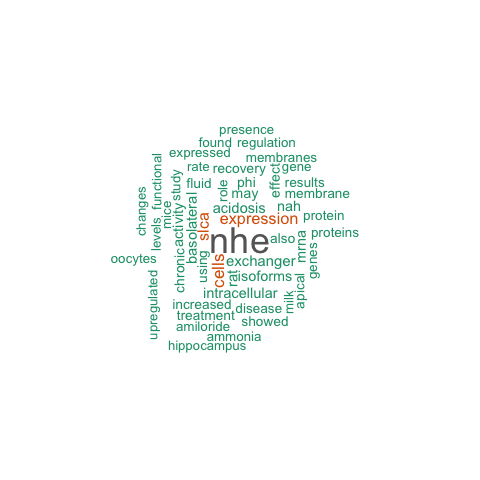 presence
found regulation
expressed membranes
rate recovery gene
fluid phi effect results
role may membrane
acidosis nah
slca expression protein
nhe also proteins
exchanger mrna
cells rat isoforms genes
using intracellular milk apical
increased disease
treatment showed
amiloride
ammonia
hippocampus
changes
levels functional
mice study
chronic activity
basolateral
oocytes
upregulated